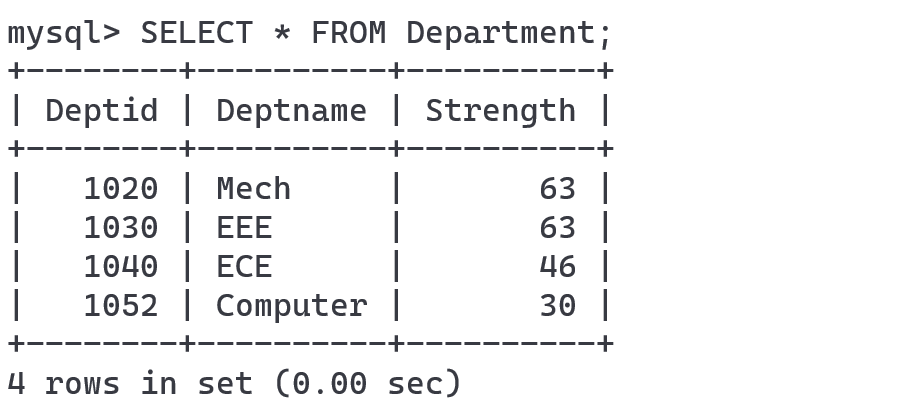 mysql> SELECT * FROM Department;
+--------+----------+----------+
| Deptid | Deptname | Strength |
+--------+----------+----------+
|   1020 | Mech     |       63 |
|   1030 | EEE      |       63 |
|   1040 | ECE      |       46 |
|   1052 | Computer |       30 |
+--------+----------+----------+
4 rows in set (0.00 sec)